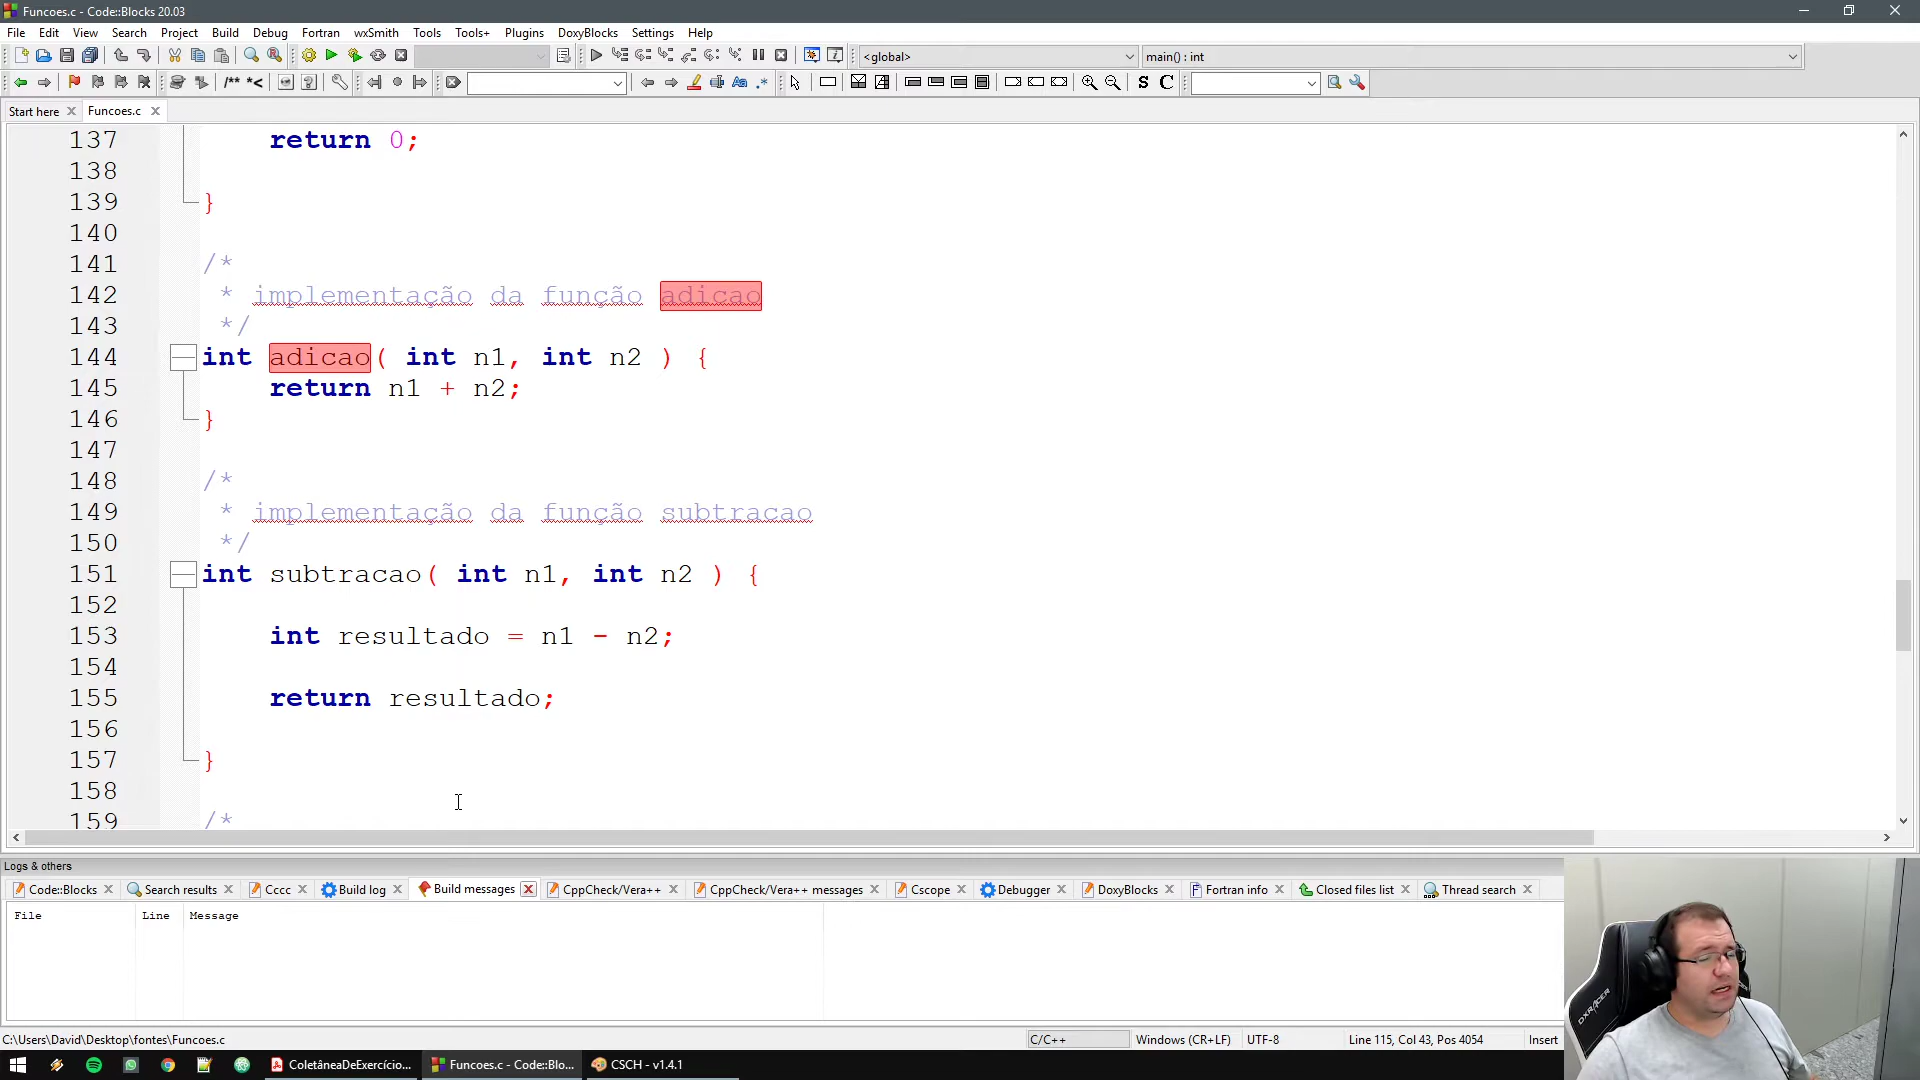 Funcoes.c - Code::Blocks 20.03
File Edit View Search Project Build Debug Fortran wxSmith Tools Tools+ Plugins DoxyBlocks Settings Help
<global> main() : int
/** *< Aa .* S C
Start here Funcoes.c
137 return 0;
138
139 }
140
141 /*
142 * implementação da função adicao
143 */
144 int adicao( int n1, int n2 ) {
145 return n1 + n2;
146 }
147
148 /*
149 * implementação da função subtracao
150 */
151 int subtracao( int n1, int n2 ) {
152
153 int resultado = n1 - n2;
154
155 return resultado;
156
157 }
158
159 /*
Logs & others
Code::Blocks Search results Cccc Build log Build messages CppCheck/Vera++ CppCheck/Vera++ messages Cscope Debugger DoxyBlocks Fortran info Closed files list Thread search
File Line Message
C:\Users\David\Desktop\fontes\Funcoes.c C/C++ Windows (CR+LF) UTF-8 Line 115, Col 43, Pos 4054 Insert
ColetâneaDeExercício... Funcoes.c - Code::Blo... CSCH - v1.4.1
DXRACER